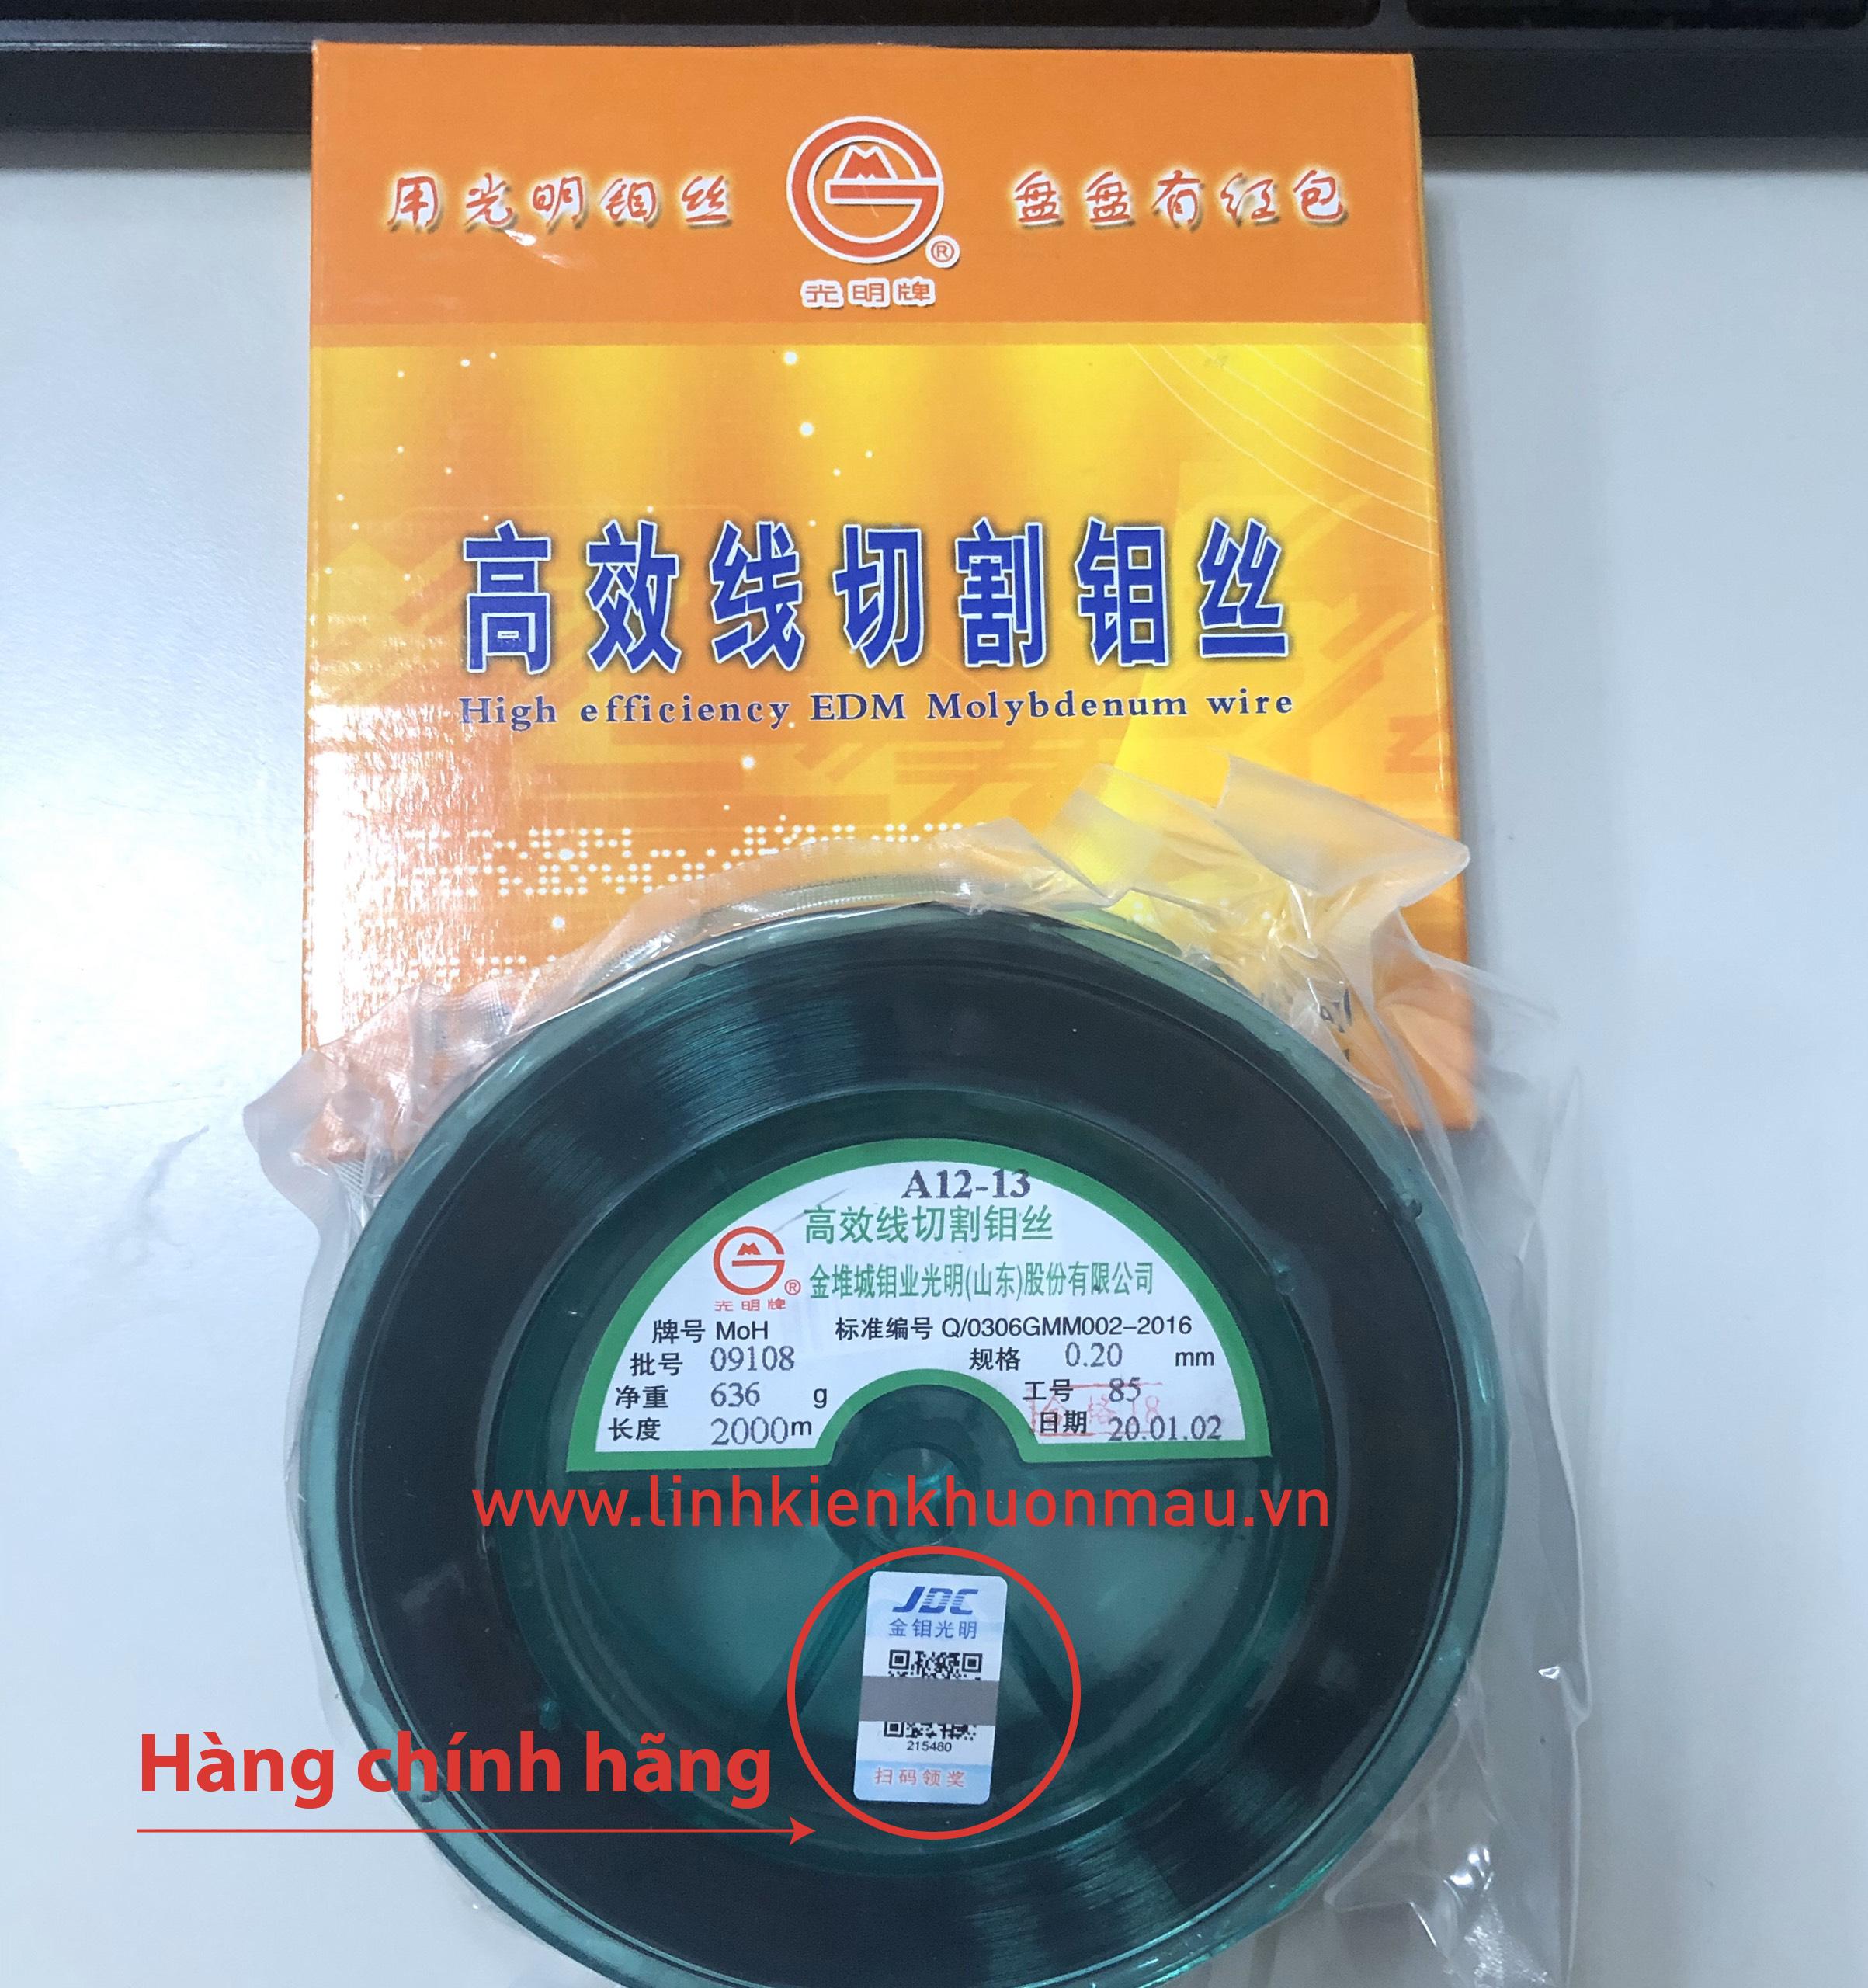 用光明钼丝 盘盘有红包
®
光明牌
高效线切割钼丝
High efficiency EDM Molybdenum wire
A12-13
高效线切割钼丝
® 金堆城钼业光明(山东)股份有限公司
光明牌
牌号 MoH 标准编号 Q/0306GMM002-2016
批号 09108 规格 0.20 mm
净重 636 g 工号 85
长度 2000m 日期 20.01.02
合格 18
www.linhkienkhuonmau.vn
JDC
金钼光明
215480
扫码领奖
Hàng chính hãng